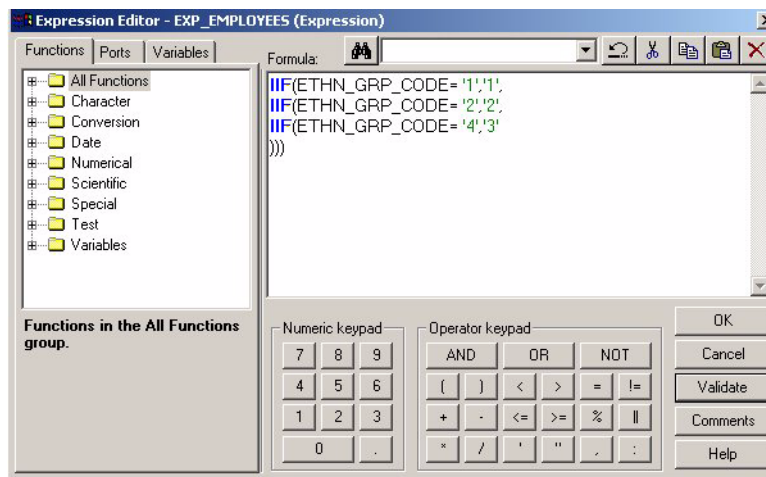 Expression Editor - EXP_EMPLOYEES (Expression)
Functions Ports Variables
Formula:
All Functions
Character
Conversion
Date
Numerical
Scientific
Special
Test
Variables
IIF(ETHN_GRP_CODE= '1','1',
IIF(ETHN_GRP_CODE= '2','2',
IIF(ETHN_GRP_CODE= '4','3'
)))
Functions in the All Functions
group.
Numeric keypad
7 8 9
4 5 6
1 2 3
0 .
Operator keypad
AND OR NOT
( ) < > = !=
+ - <= >= % ||
* / ' " , :
OK
Cancel
Validate
Comments
Help